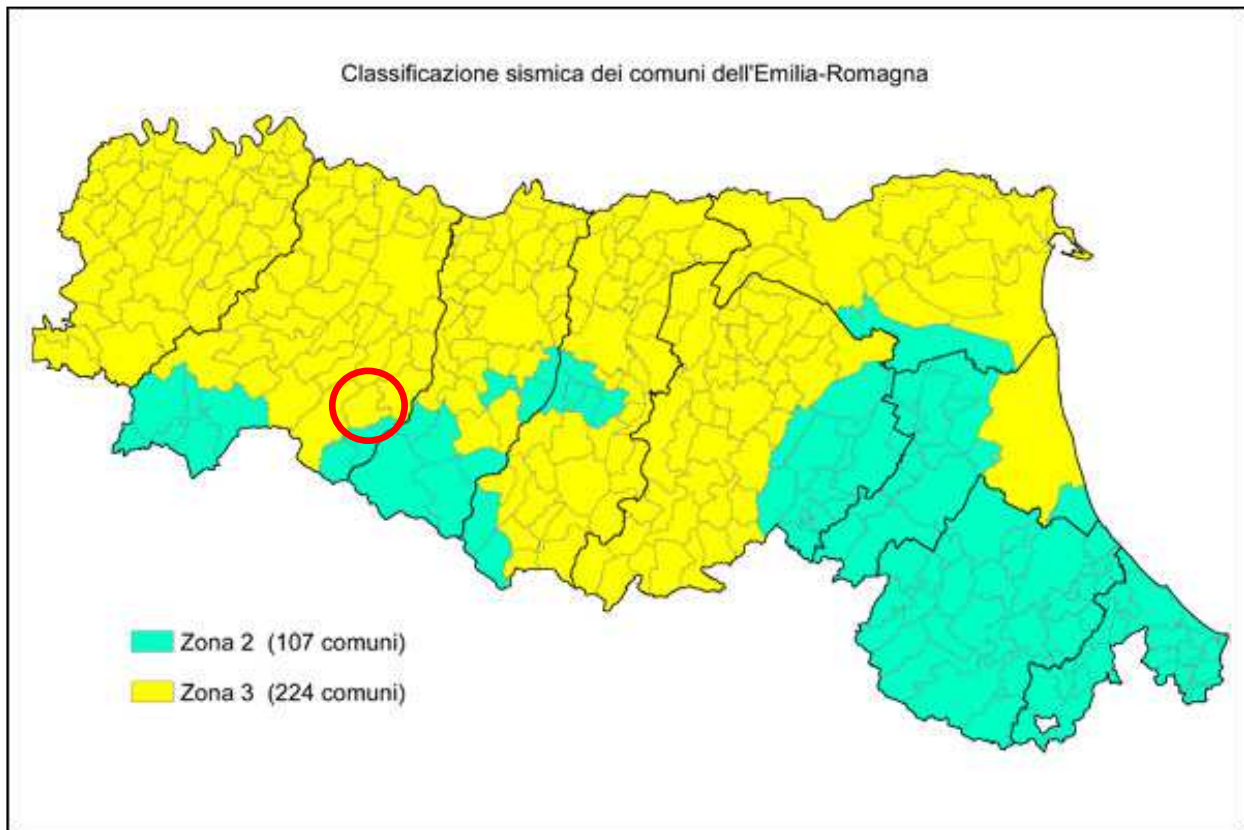 Classificazione sismica dei comuni dell'Emilia-Romagna
Zona 2 (107 comuni)
Zona 3 (224 comuni)